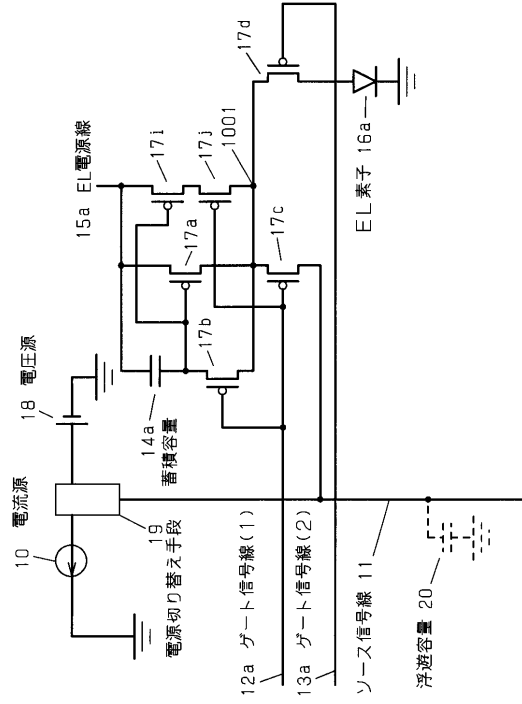 10 電流源
18 電圧源
19
電源切り替え手段
14a
蓄積容量
15a EL電源線
17i
17j
17a
17b
17c
17d
1001
EL素子 16a
12a ゲート信号線(1)
13a ゲート信号線(2)
ソース信号線 11
浮遊容量 20